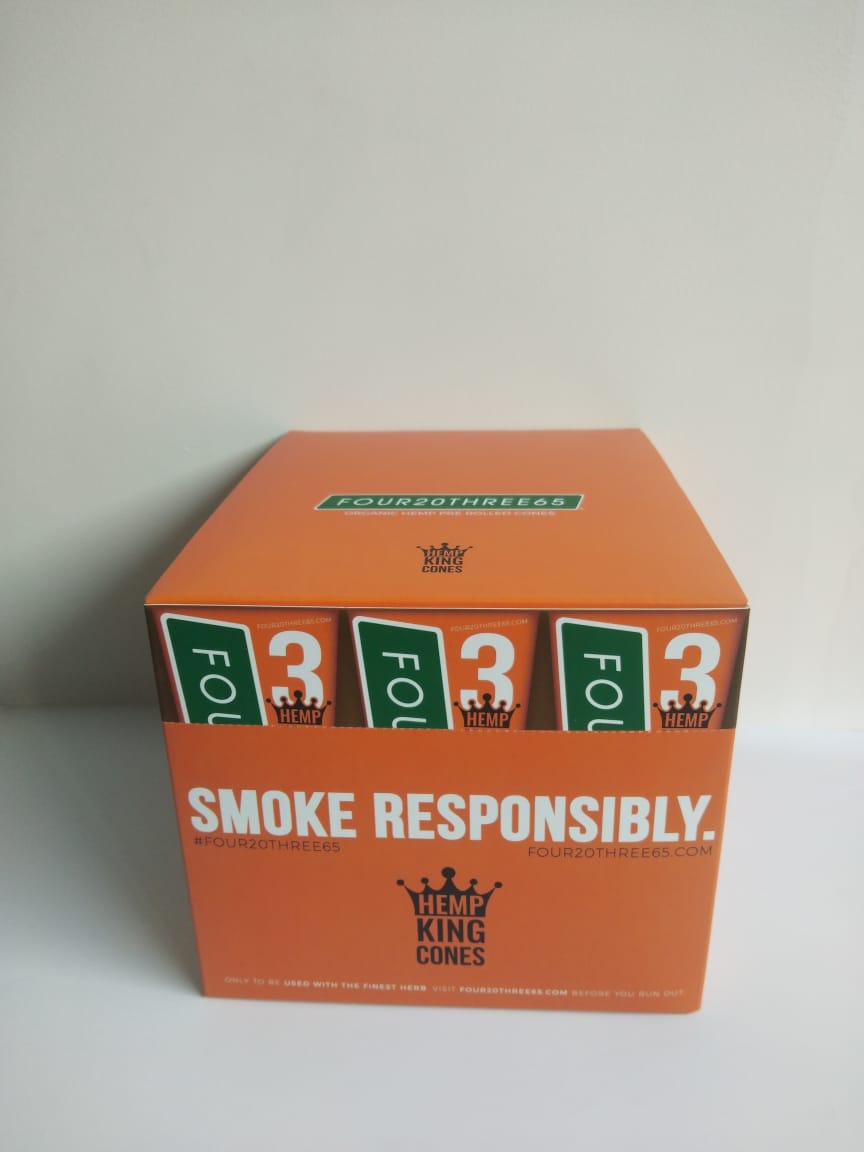 FOUR20THREE65
ORGANIC HEMP PRE ROLLED CONES
HEMP
KING
CONES
FOUR20THREE65.COM
FOU
3
HEMP
FOUR20THREE65.COM
FOU
3
HEMP
FOUR20THREE65.COM
FOU
3
HEMP
SMOKE RESPONSIBLY.
#FOUR20THREE65
FOUR20THREE65.COM
HEMP
KING
CONES
ONLY TO BE USED WITH THE FINEST HERB VISIT FOUR20THREE65.COM BEFORE YOU RUN OUT.